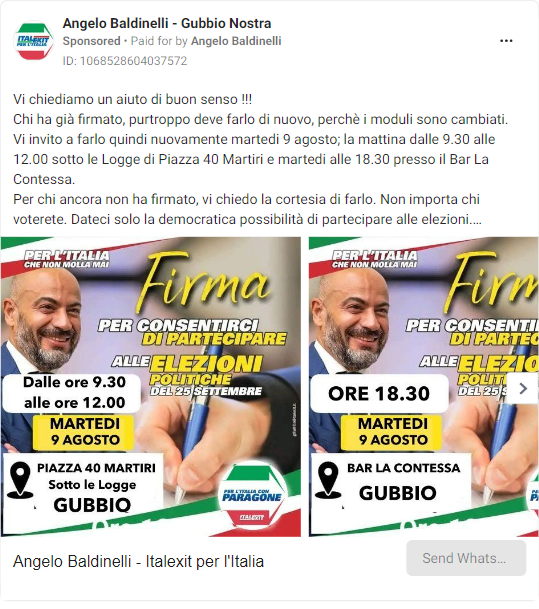 Angelo Baldinelli - Gubbio Nostra
Sponsored • Paid for by Angelo Baldinelli
ID: 1068528604037572
Vi chiediamo un aiuto di buon senso !!!
Chi ha già firmato, purtroppo deve farlo di nuovo, perchè i moduli sono cambiati.
Vi invito a farlo quindi nuovamente martedi 9 agosto; la mattina dalle 9.30 alle
12.00 sotto le Logge di Piazza 40 Martiri e martedi alle 18.30 presso il Bar La
Contessa.
Per chi ancora non ha firmato, vi chiedo la cortesia di farlo. Non importa chi
voterete. Dateci solo la democratica possibilità di partecipare alle elezioni....
PER L'ITALIA
CHE NON MOLLA MAI
Firma
PER CONSENTIRCI
DI PARTECIPARE
ALLE ELEZIONI
POLITICHE
DEL 25 SETTEMBRE
Dalle ore 9.30
alle ore 12.00
MARTEDI
9 AGOSTO
PIAZZA 40 MARTIRI
Sotto le Logge
GUBBIO
PER L'ITALIA CON
PARAGONE
ITALEXIT
PER L'ITALIA
CHE NON MOLLA MAI
Firm
PER CONSENTI
DI PARTEC
ALLE ELEZIO
POLITICHE
DEL 25 SET
ORE 18.30
MARTEDI
9 AGOSTO
BAR LA CONTESSA
GUBBIO
Angelo Baldinelli - Italexit per l'Italia
Send Whats...